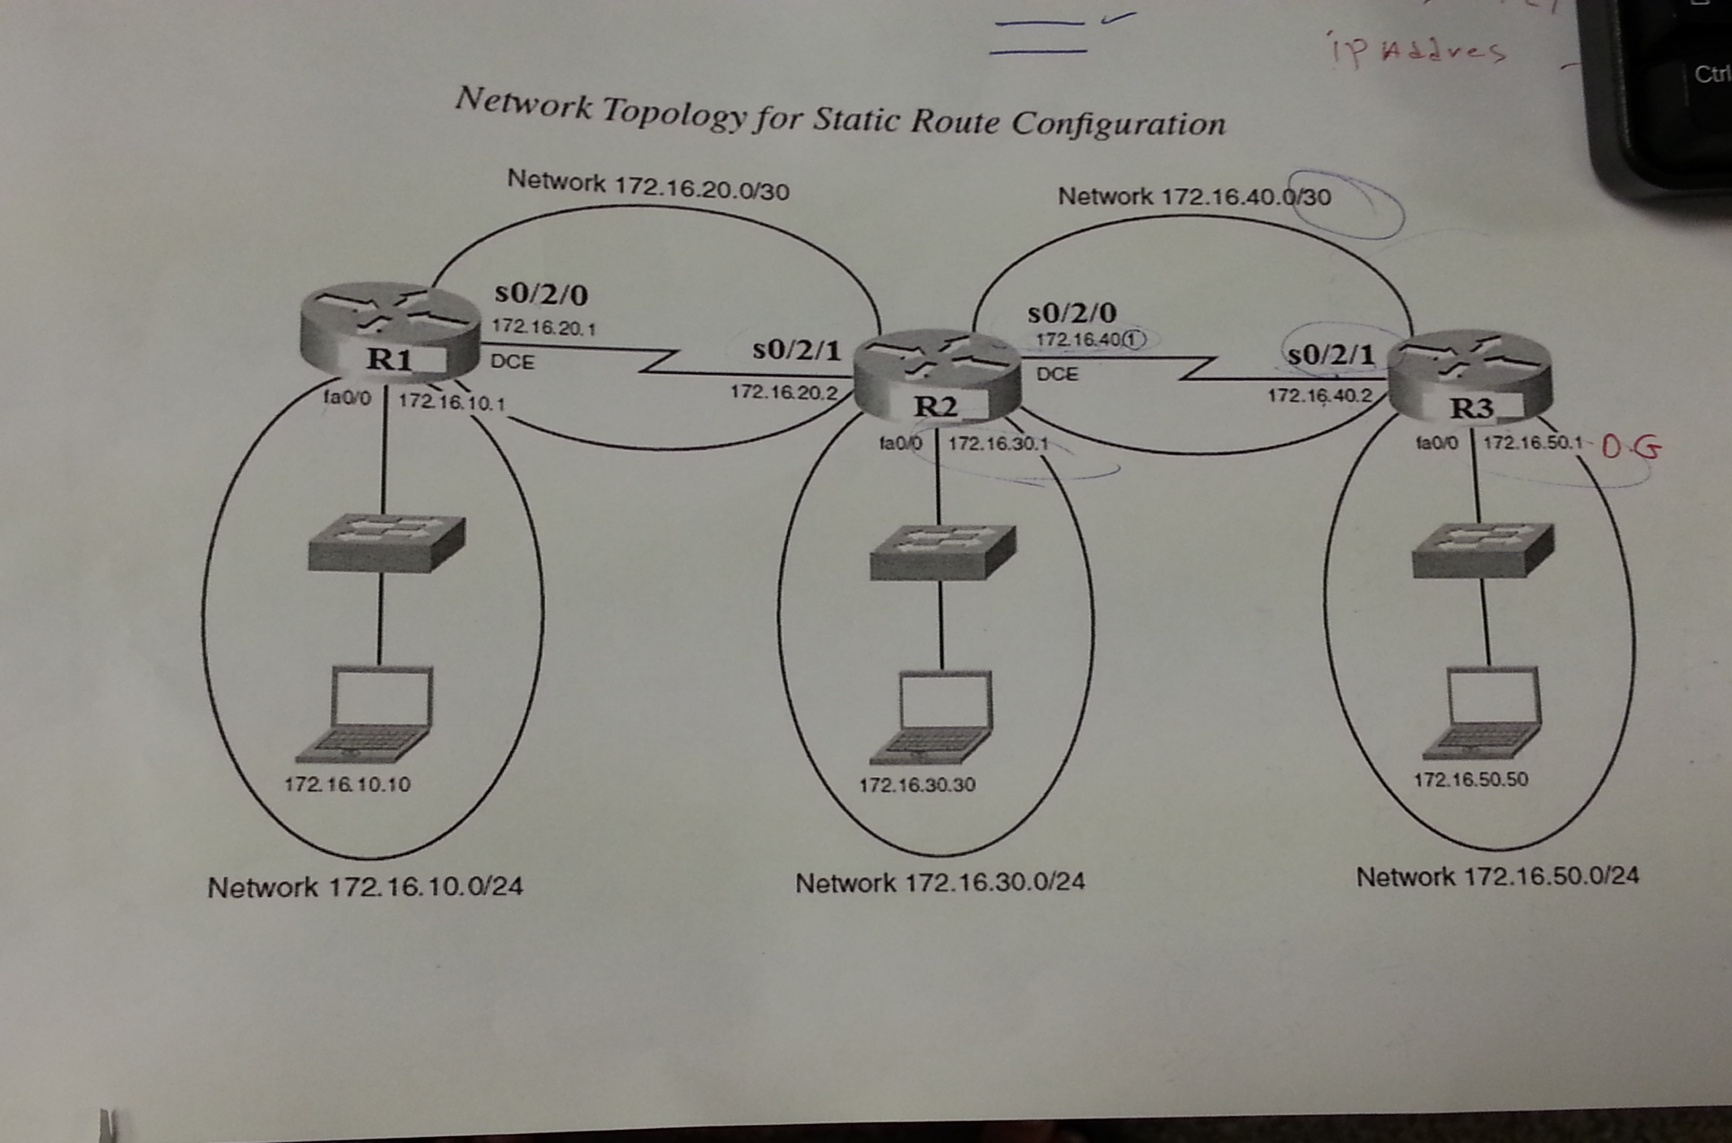 IP Addres
Ctrl
Network Topology for Static Route Configuration
Network 172.16.20.0/30
Network 172.16.40.0/30
s0/2/0
172.16.20.1
DCE
R1
fa0/0
172.16.10.1
s0/2/1
172.16.20.2
s0/2/0
172.16.40.1
DCE
R2
fa0/0
172.16.30.1
s0/2/1
172.16.40.2
R3
fa0/0
172.16.50.1
D.G
172.16.10.10
172.16.30.30
172.16.50.50
Network 172.16.10.0/24
Network 172.16.30.0/24
Network 172.16.50.0/24